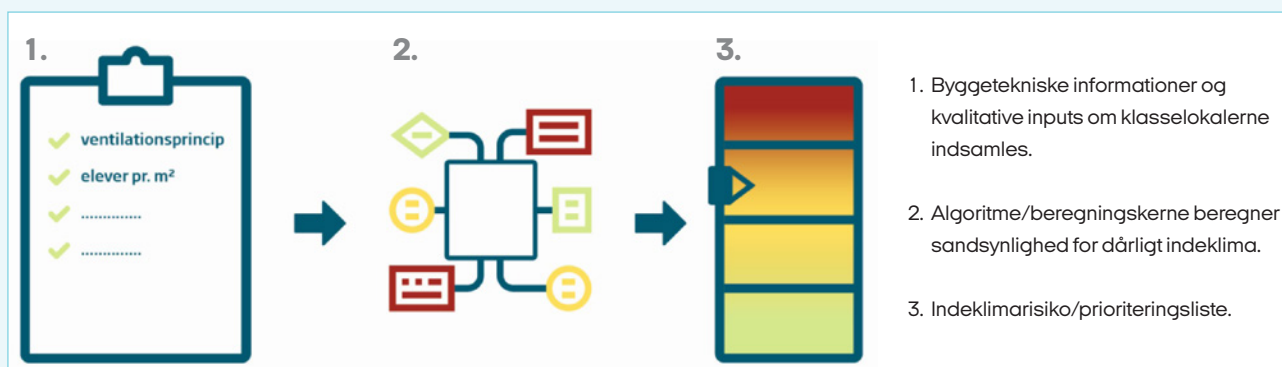 1.
ventilationsprincip
elever pr. m²
..............
..............
2.
3.
1. Byggetekniske informationer og
kvalitative inputs om klasselokalerne
indsamles.
2. Algoritme/beregningskerne beregner
sandsynlighed for dårligt indeklima.
3. Indeklimarisiko/prioriteringsliste.